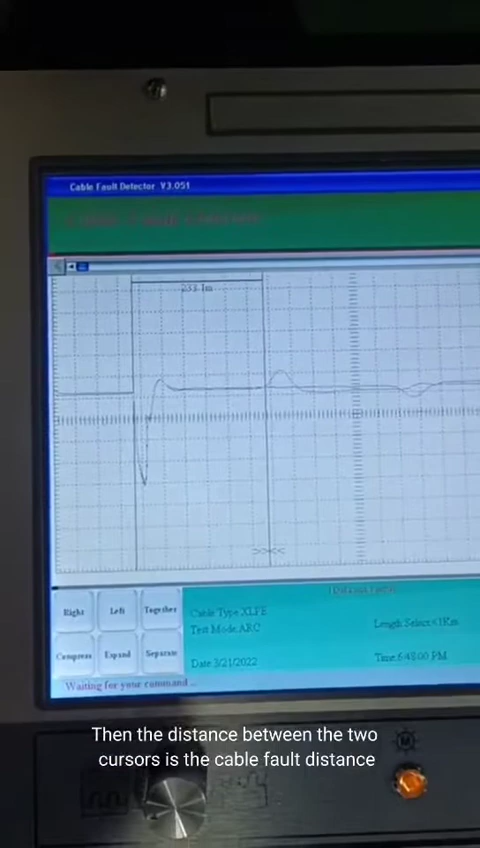 Cable Fault Detector V3.051
Right
Left
Together
Cable Type:XLPE
Test Mode:ARC
Length Select:<1Km
Compress
Expand
Separate
Date 3/21/2022
Time:6:48:00 PM
Waiting for your command...
Then the distance between the two
cursors is the cable fault distance